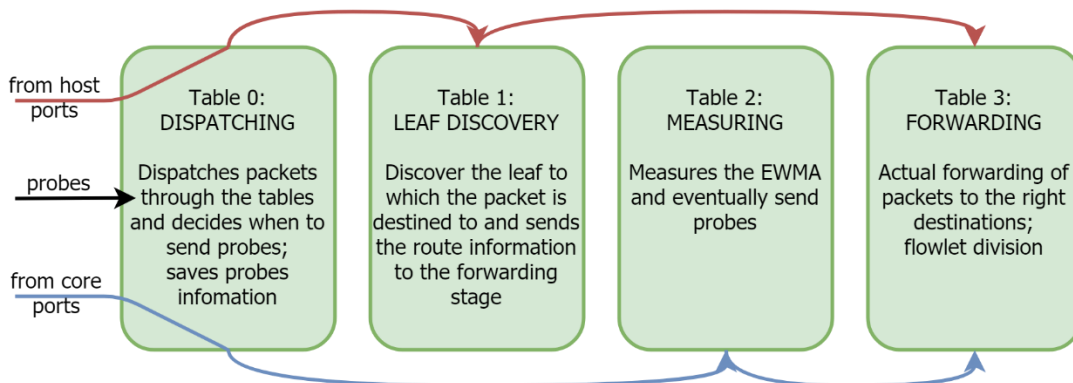 from host
ports
probes
from core
ports
Table 0:
DISPATCHING
Dispatches packets
through the tables
and decides when to
send probes;
saves probes
infomation
Table 1:
LEAF DISCOVERY
Discover the leaf to
which the packet is
destined to and sends
the route information
to the forwarding
stage
Table 2:
MEASURING
Measures the EWMA
and eventually send
probes
Table 3:
FORWARDING
Actual forwarding of
packets to the right
destinations;
flowlet division